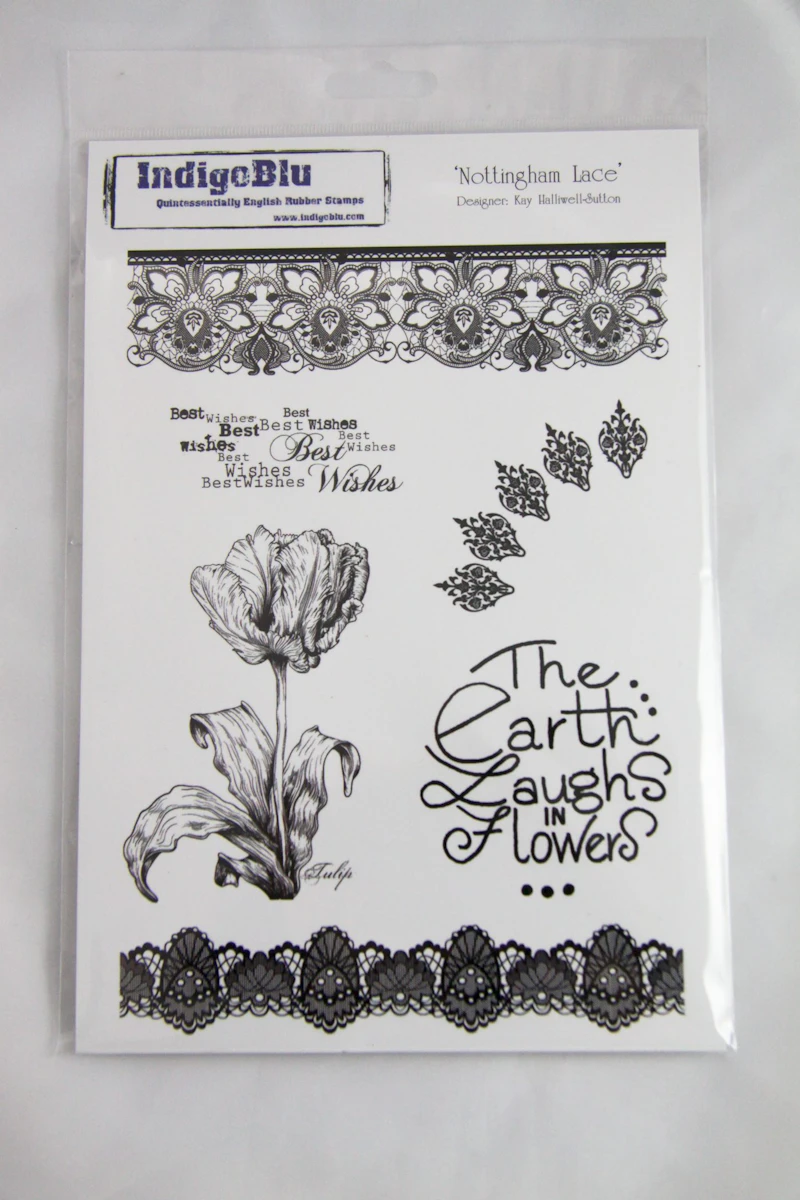 IndigoBlu
Quintessentially English Rubber Stamps
www.indigoblu.com
'Nottingham Lace'
Designer: Kay Halliwell-Sutton
Best Wishes Best
Best Best Wishes
Wishes Best Best
Best Wishes
Wishes Wishes
BestWishes
Tulip
The
Earth
Laughs
IN
Flowers